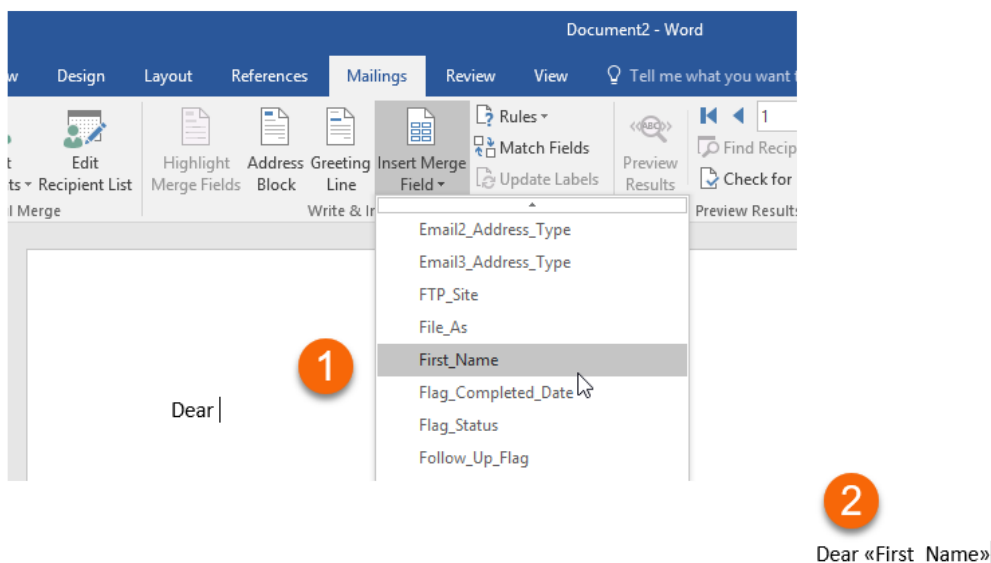 Document2 - Word
w Design Layout References Mailings Review View Tell me what you want t
Rules
1
Match Fields
Find Recip
t Edit Highlight Address Greeting Insert Merge Preview
ts Recipient List Merge Fields Block Line Field Update Labels Results Check for
l Merge Write & In Preview Results
Email2_Address_Type
Email3_Address_Type
FTP_Site
File_As
1
First_Name
Flag_Completed_Date
Dear
Flag_Status
Follow_Up_Flag
2
Dear «First_Name»